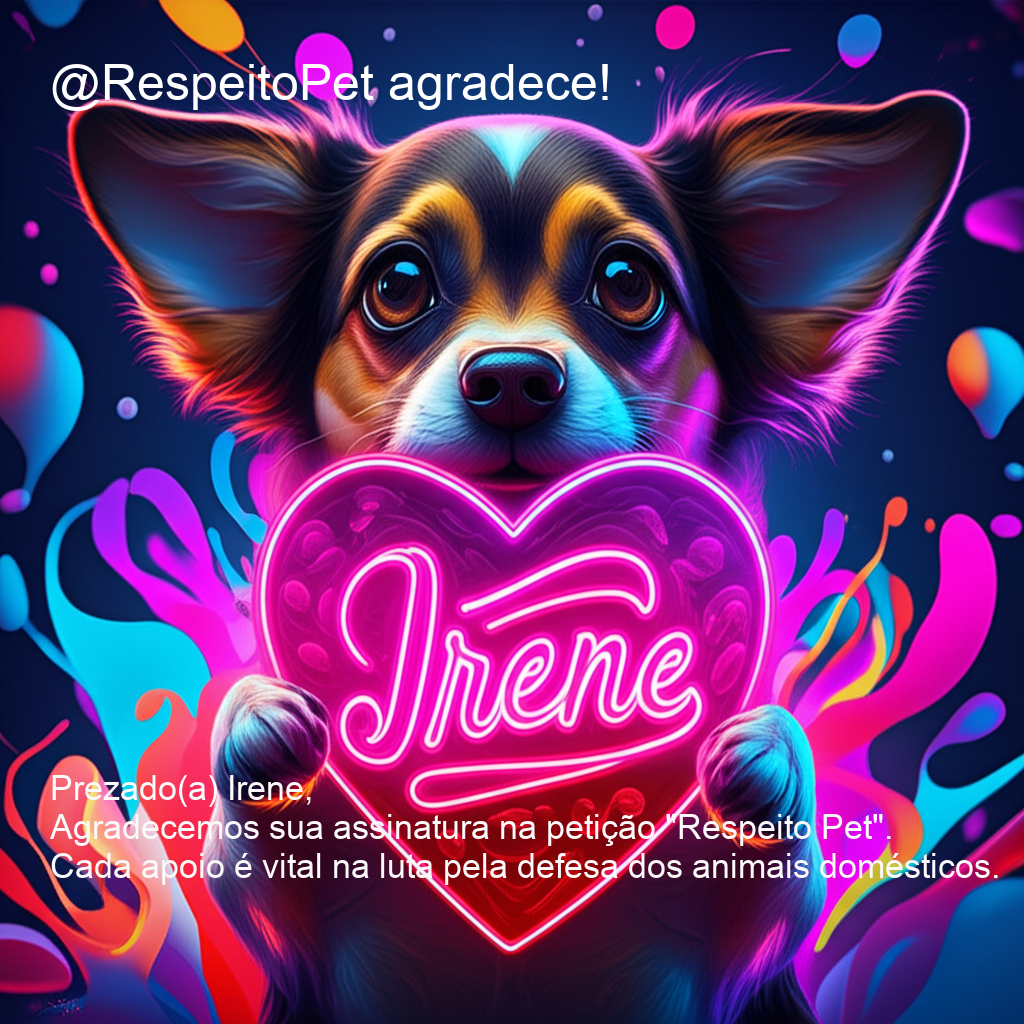 @RespeitoPet agradece!
Irene
Prezado(a) Irene,
Agradecemos sua assinatura na petição "Respeito Pet".
Cada apoio é vital na luta pela defesa dos animais domésticos.